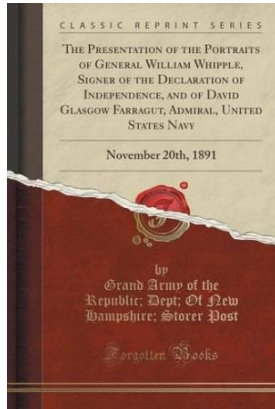 CLASSIC REPRINT SERIES
THE PRESENTATION OF THE PORTRAITS
OF GENERAL WILLIAM WHIPPLE,
SIGNER OF THE DECLARATION OF
INDEPENDENCE, AND OF DAVID
GLASGOW FARRAGUT, ADMIRAL, UNITED
STATES NAVY
November 20th, 1891
by
Grand Army of the
Republic; Dept; Of New
Hampshire; Storer Post
Forgotten Books